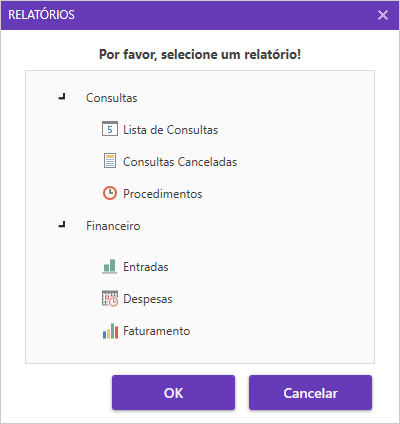 RELATÓRIOS
Por favor, selecione um relatório!
Consultas
5 Lista de Consultas
Consultas Canceladas
Procedimentos
Financeiro
Entradas
Despesas
Faturamento
OK Cancelar